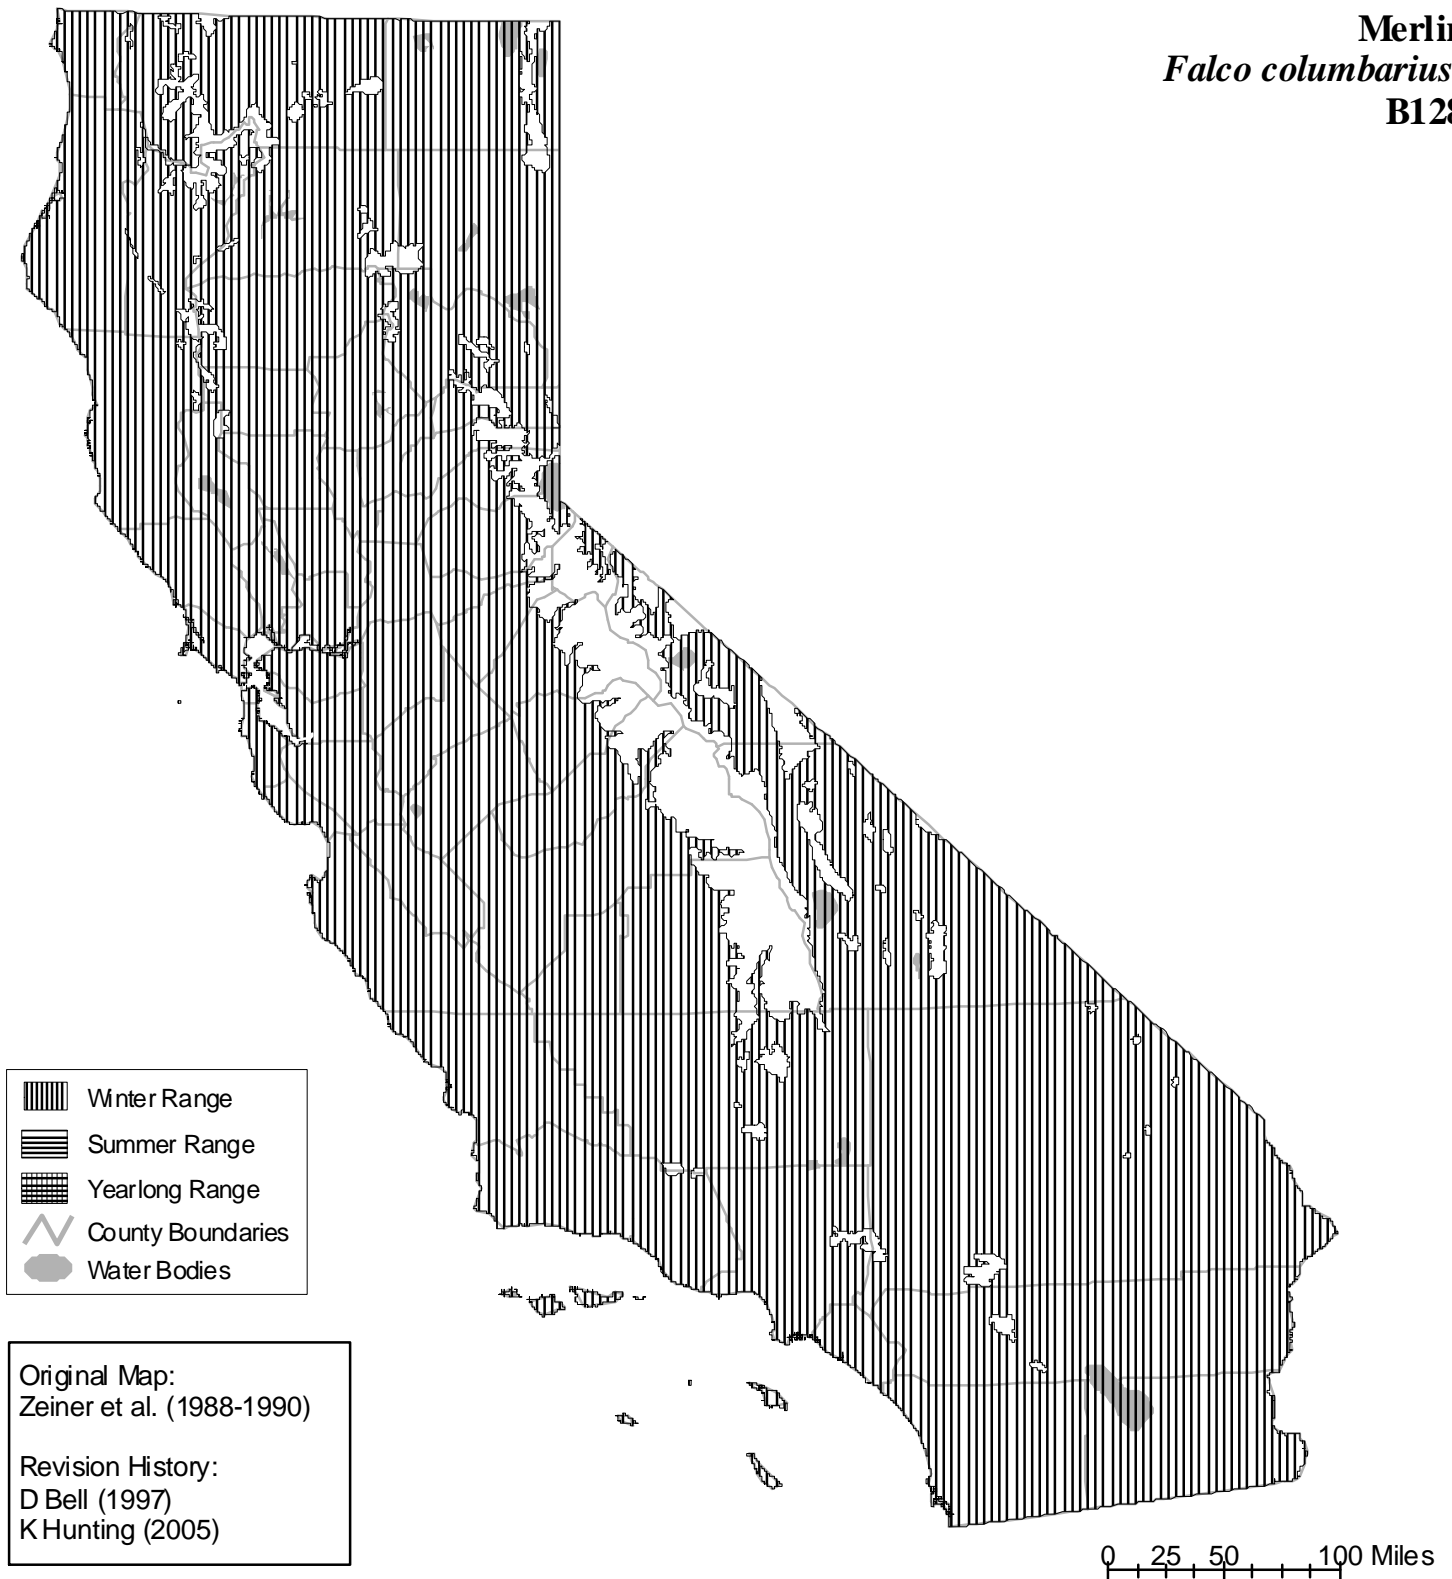 Merlin
Falco columbarius
B128
Winter Range
Summer Range
Yearlong Range
County Boundaries
Water Bodies
Original Map:
Zeiner et al. (1988-1990)
Revision History:
D Bell (1997)
K Hunting (2005)
0 25 50 100 Miles